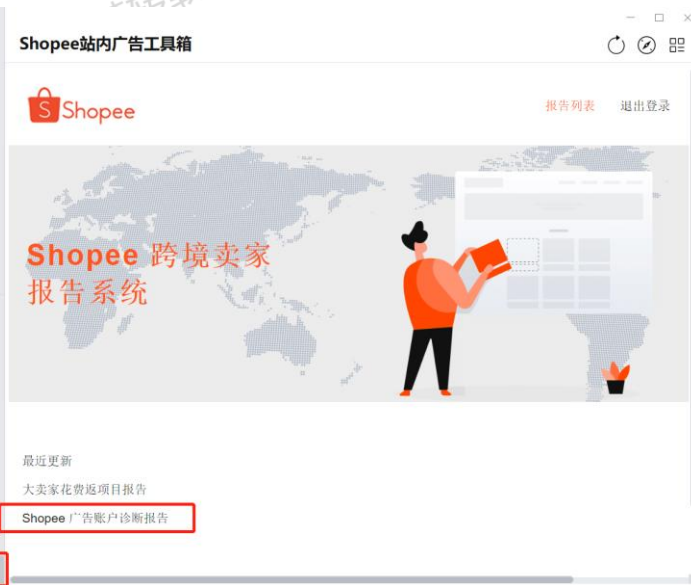 Shopee站内广告工具箱
Shopee
报告列表 退出登录
Shopee 跨境卖家
报告系统
最近更新
大卖家花费返项目报告
Shopee 广告账户诊断报告